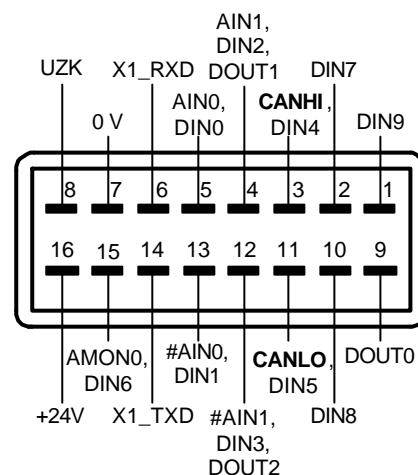 AIN1,
DIN2,
DOUT1
UZK X1_RXD DIN7
AIN0,
DIN0
CANHI,
DIN4
0 V DIN9
8 7 6 5 4 3 2 1
16 15 14 13 12 11 10 9
AMON0,
DIN6
#AIN0,
DIN1
CANLO,
DIN5
DOUT0
+24V X1_TXD #AIN1,
DIN3,
DOUT2
DIN8